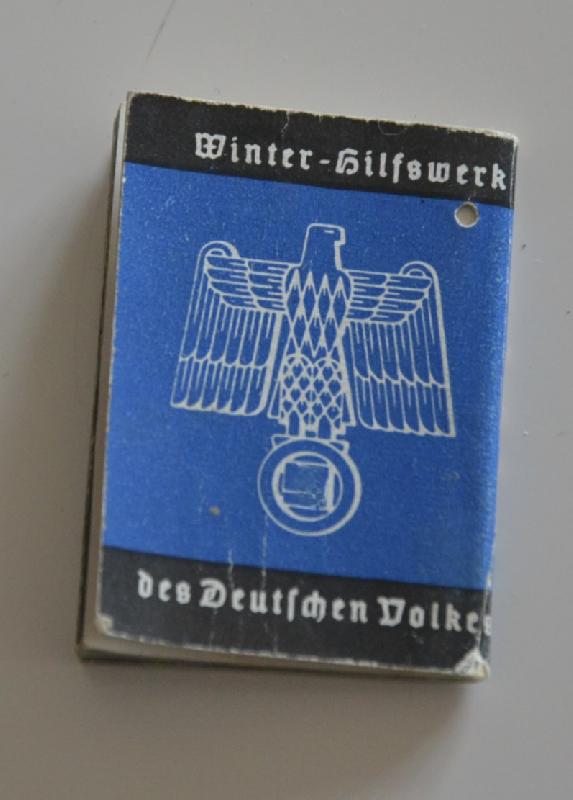 Winter-Hilfswerk
des Deutschen Volkes